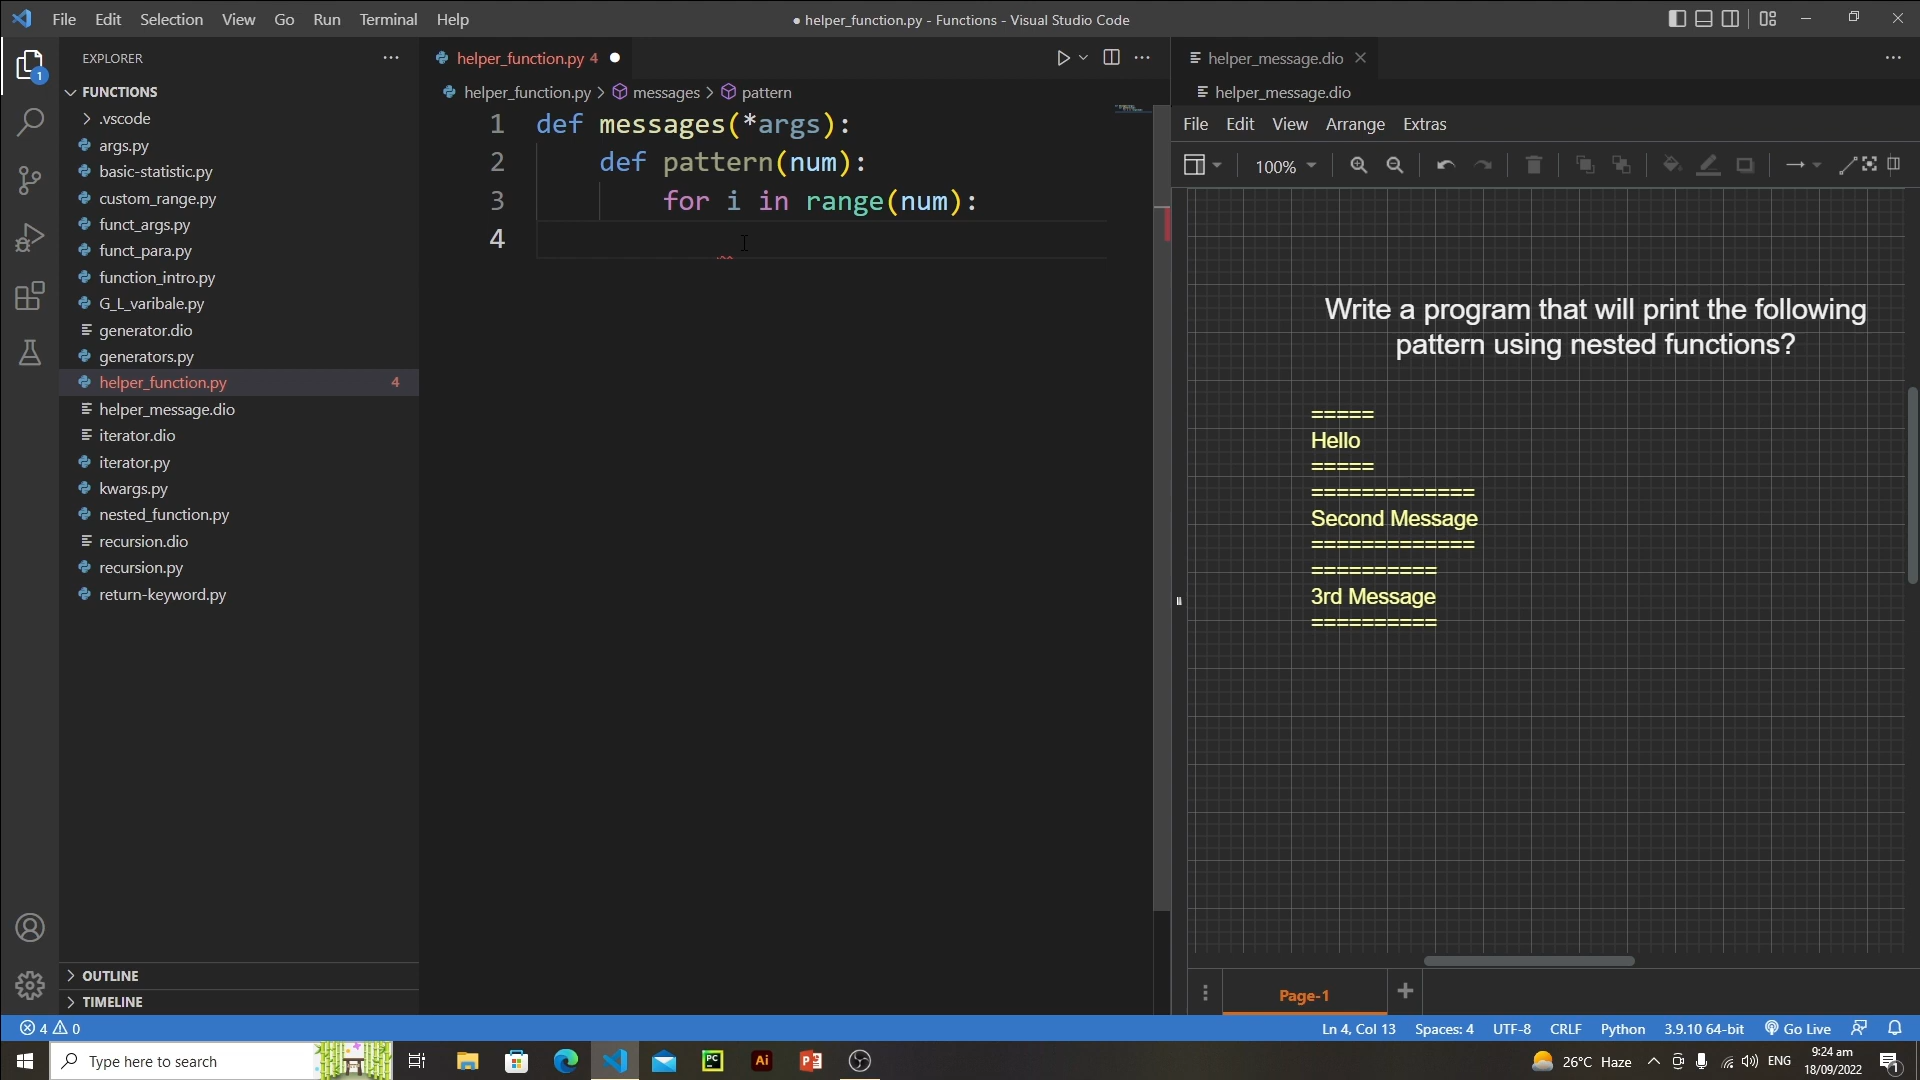 File Edit Selection View Go Run Terminal Help
● helper_function.py - Functions - Visual Studio Code
EXPLORER
FUNCTIONS
.vscode
args.py
basic-statistic.py
custom_range.py
funct_args.py
funct_para.py
function_intro.py
G_L_varibale.py
generator.dio
generators.py
helper_function.py 4
helper_message.dio
iterator.dio
iterator.py
kwargs.py
nested_function.py
recursion.dio
recursion.py
return-keyword.py
OUTLINE
TIMELINE
1
helper_function.py 4
helper_function.py > messages > pattern
1 def messages(*args):
2 def pattern(num):
3 for i in range(num):
4
helper_message.dio
helper_message.dio
File Edit View Arrange Extras
100%
Write a program that will print the following
pattern using nested functions?
=====
Hello
=====
=============
Second Message
=============
==========
3rd Message
==========
Page-1
4 0
Ln 4, Col 13 Spaces: 4 UTF-8 CRLF Python 3.9.10 64-bit Go Live
Type here to search
PC
Ai
P
26°C Haze
ENG
9:24 am
18/09/2022
1